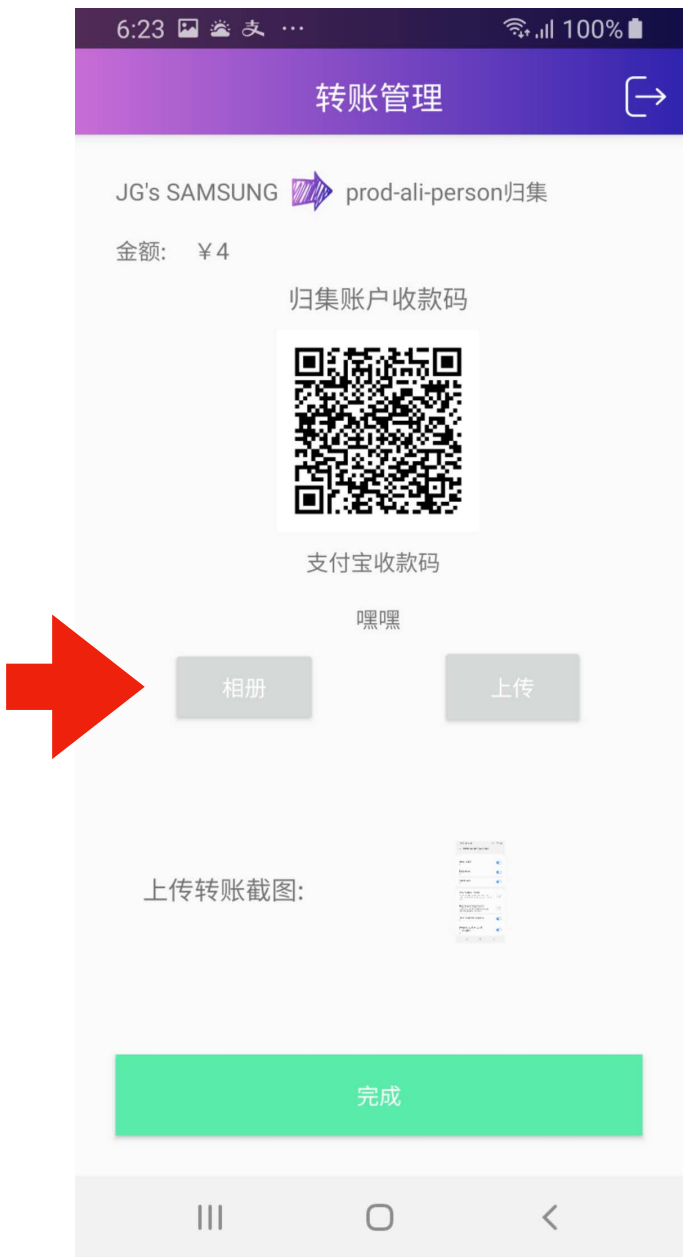 6:23 支 … 100%
转账管理
JG's SAMSUNG prod-ali-person归集
金额: ￥4
归集账户收款码
支付宝收款码
嘿嘿
相册 上传
上传转账截图:
完成